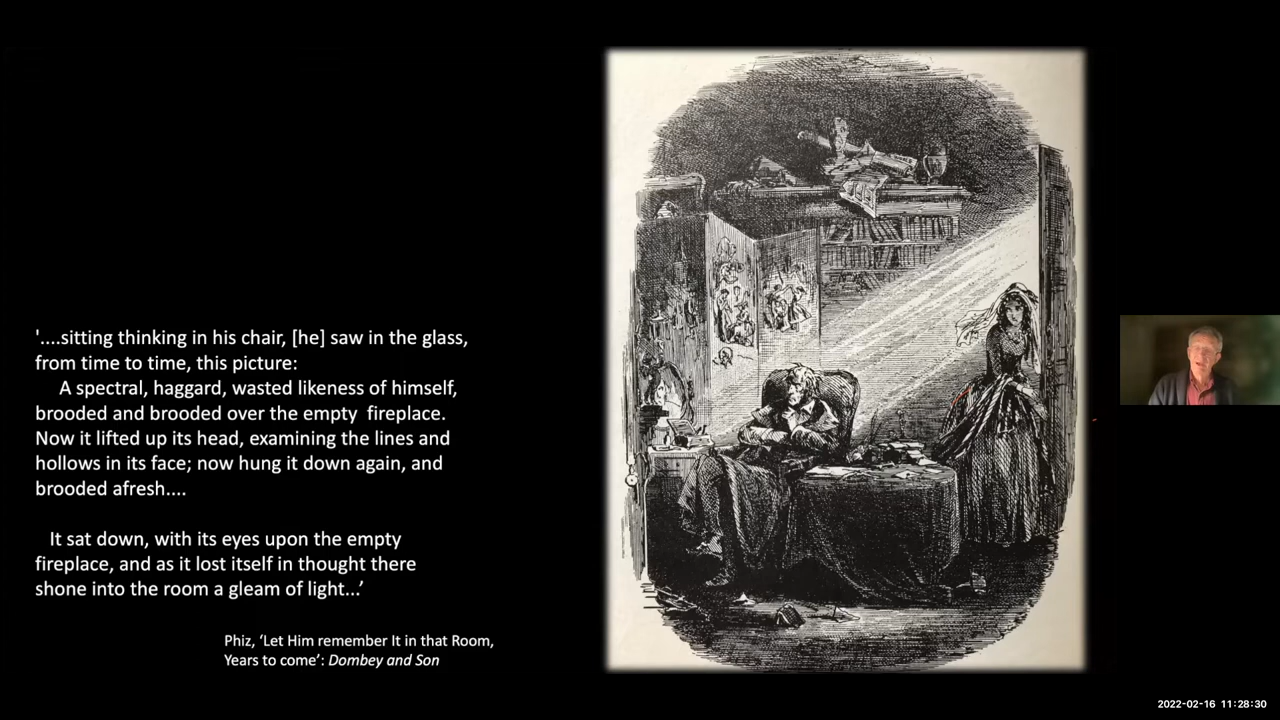 '....sitting thinking in his chair, [he] saw in the glass,
from time to time, this picture:
A spectral, haggard, wasted likeness of himself,
brooded and brooded over the empty fireplace.
Now it lifted up its head, examining the lines and
hollows in its face; now hung it down again, and
brooded afresh....
It sat down, with its eyes upon the empty
fireplace, and as it lost itself in thought there
shone into the room a gleam of light...’
Phiz, ‘Let Him remember It in that Room,
Years to come’: Dombey and Son
2022-02-16 11:28:30